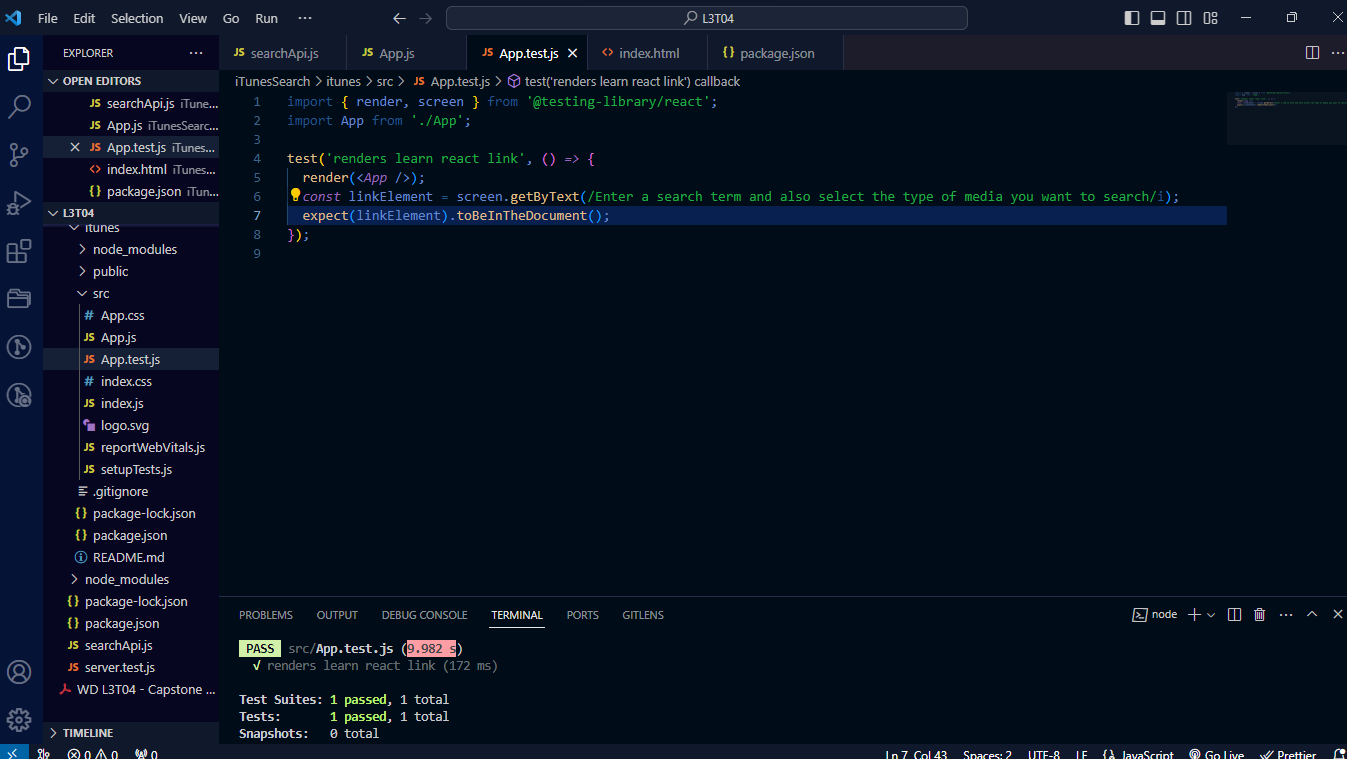 File Edit Selection View Go Run ···
L3T04
EXPLORER ···
OPEN EDITORS
JS searchApi.js iTune...
JS App.js iTunesSearc...
JS App.test.js iTunes...
<> index.html iTunes...
{} package.json iTun...
L3T04
itunes
node_modules
public
src
# App.css
JS App.js
JS App.test.js
# index.css
JS index.js
logo.svg
JS reportWebVitals.js
JS setupTests.js
.gitignore
{} package-lock.json
{} package.json
README.md
node_modules
{} package-lock.json
{} package.json
JS searchApi.js
JS server.test.js
WD L3T04 - Capstone ...
TIMELINE
JS searchApi.js JS App.js JS App.test.js <> index.html {} package.json
iTunesSearch > itunes > src > JS App.test.js > test('renders learn react link') callback
1 import { render, screen } from '@testing-library/react';
2 import App from './App';
3
4 test('renders learn react link', () => {
5 render(<App />);
6 const linkElement = screen.getByText(/Enter a search term and also select the type of media you want to search/i);
7 expect(linkElement).toBeInTheDocument();
8 });
9
PROBLEMS OUTPUT DEBUG CONSOLE TERMINAL PORTS GITLENS
node
PASS src/App.test.js (9.982 s)
√ renders learn react link (172 ms)
Test Suites: 1 passed, 1 total
Tests: 1 passed, 1 total
Snapshots: 0 total
0 0 0 Ln 7, Col 43 Spaces: 2 UTF-8 LF {} JavaScript Go Live Prettier